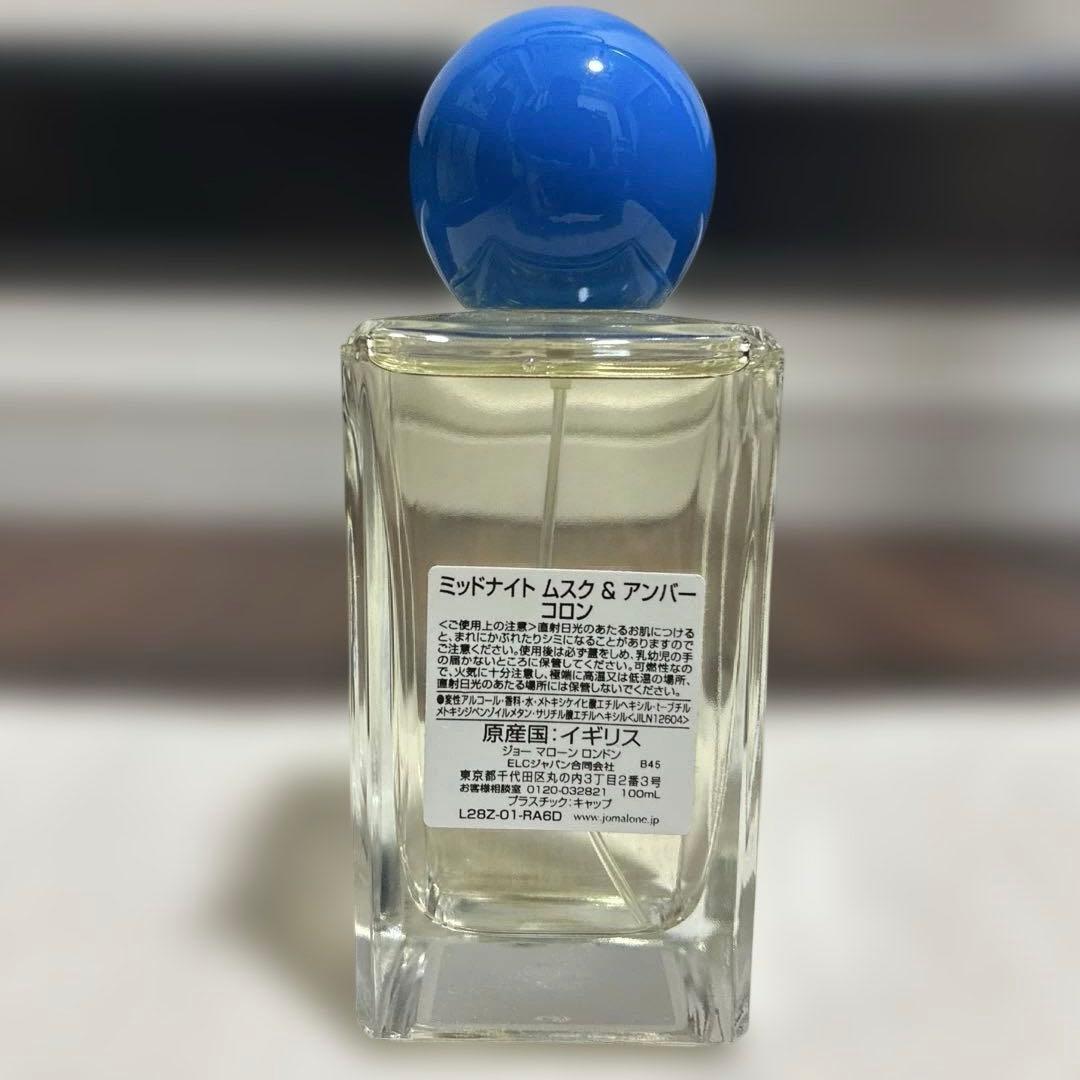 ミッドナイト ムスク & アンバー
コロン
<ご使用上の注意>直射日光のあたるお肌につける
と、まれにかぶれたりシミになることがありますので
ご注意ください。使用後は必ず蓋をしめ、乳幼児の手
の届かないところに保管してください。可燃性なの
で、火気に十分注意し、極端に高温又は低温の場所、
直射日光のあたる場所には保管しないでください。
●変性アルコール・香料・水・メトキシケイヒ酸エチルヘキシル・t-ブチル
メトキシジベンゾイルメタン・サリチル酸エチルヘキシル<JILN12604>
原産国:イギリス
ジョー マローン ロンドン
ELCジャパン合同会社 B45
東京都千代田区丸の内3丁目2番3号
お客様相談室 0120-032821 100mL
プラスチック:キャップ
L28Z-01-RA6D www.jomalone.jp